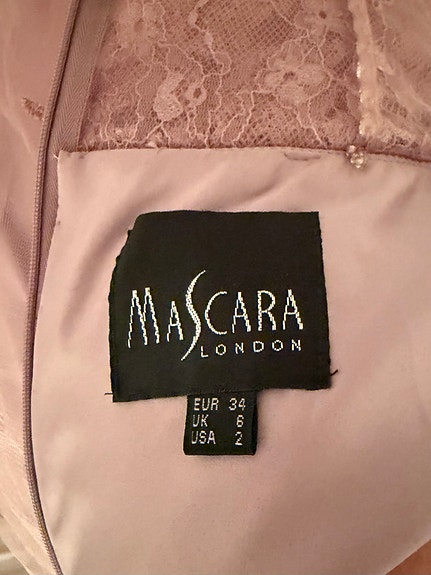 MASCARA
LONDON
EUR 34
UK 6
USA 2